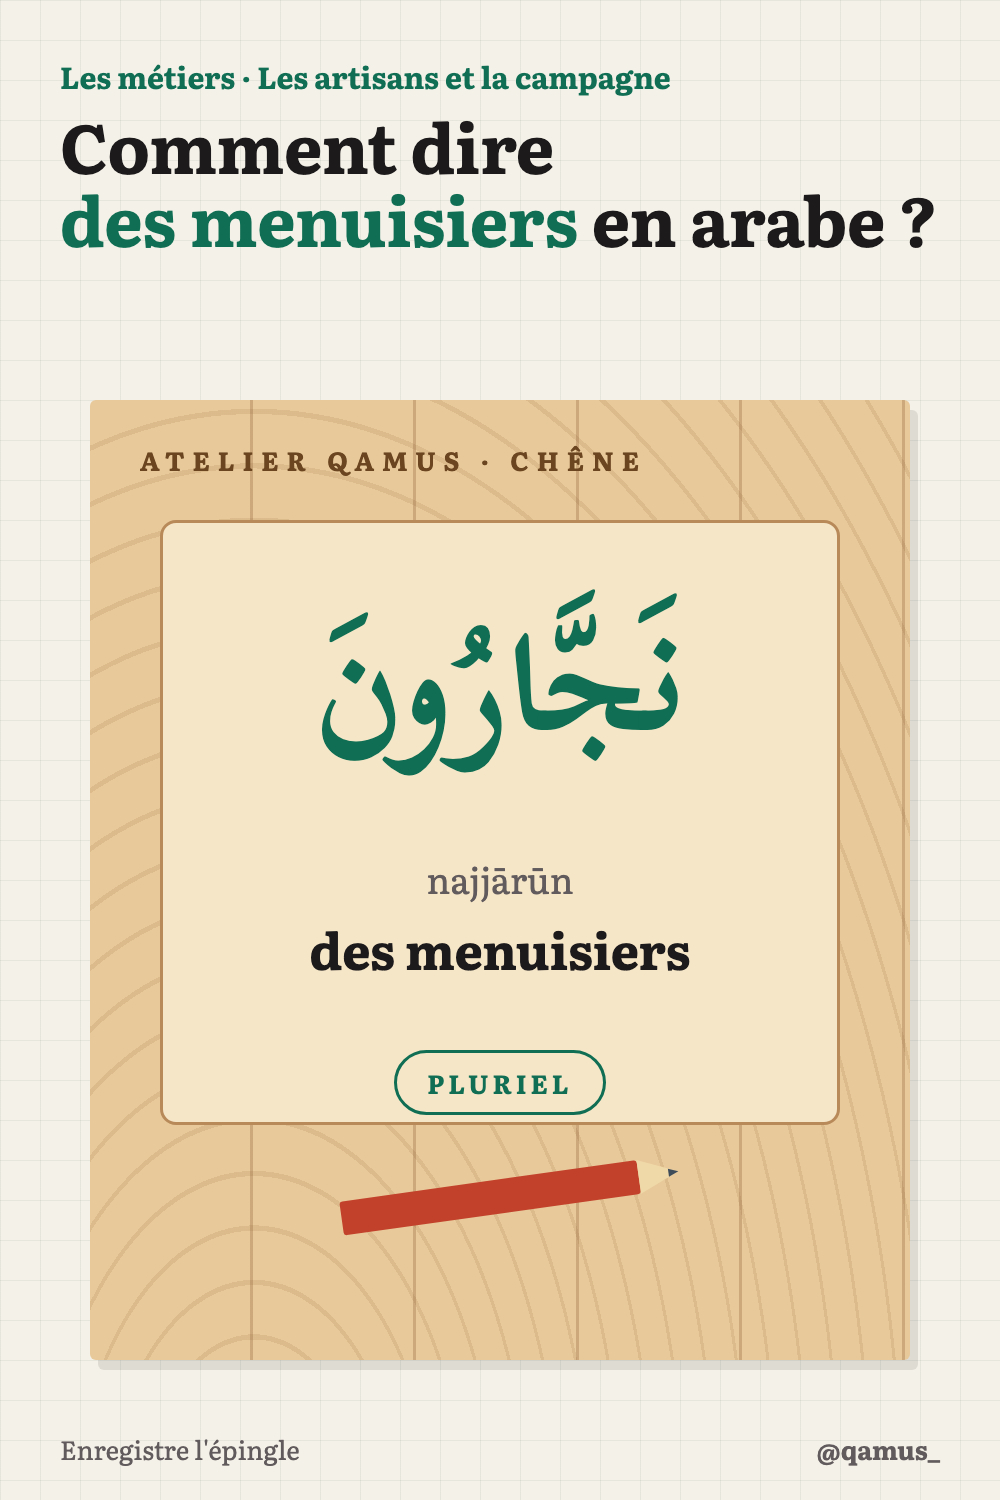 Les métiers · Les artisans et la campagne
Comment dire
des menuisiers en arabe ?
ATELIER QAMUS · CHÊNE
نَجَّارُونَ
najjārūn
des menuisiers
PLURIEL
Enregistre l'épingle
@qamus_